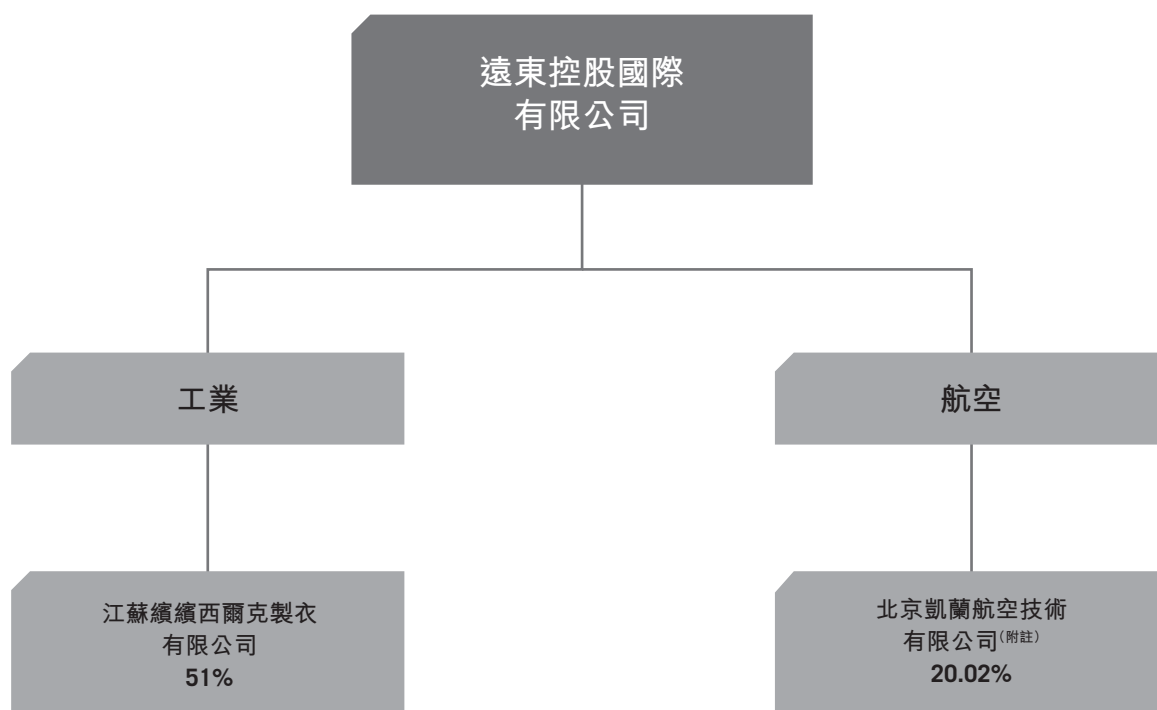 遠東控股國際
有限公司
工業
航空
江蘇繽繽西爾克製衣
有限公司
51%
北京凱蘭航空技術
有限公司(附註)
20.02%